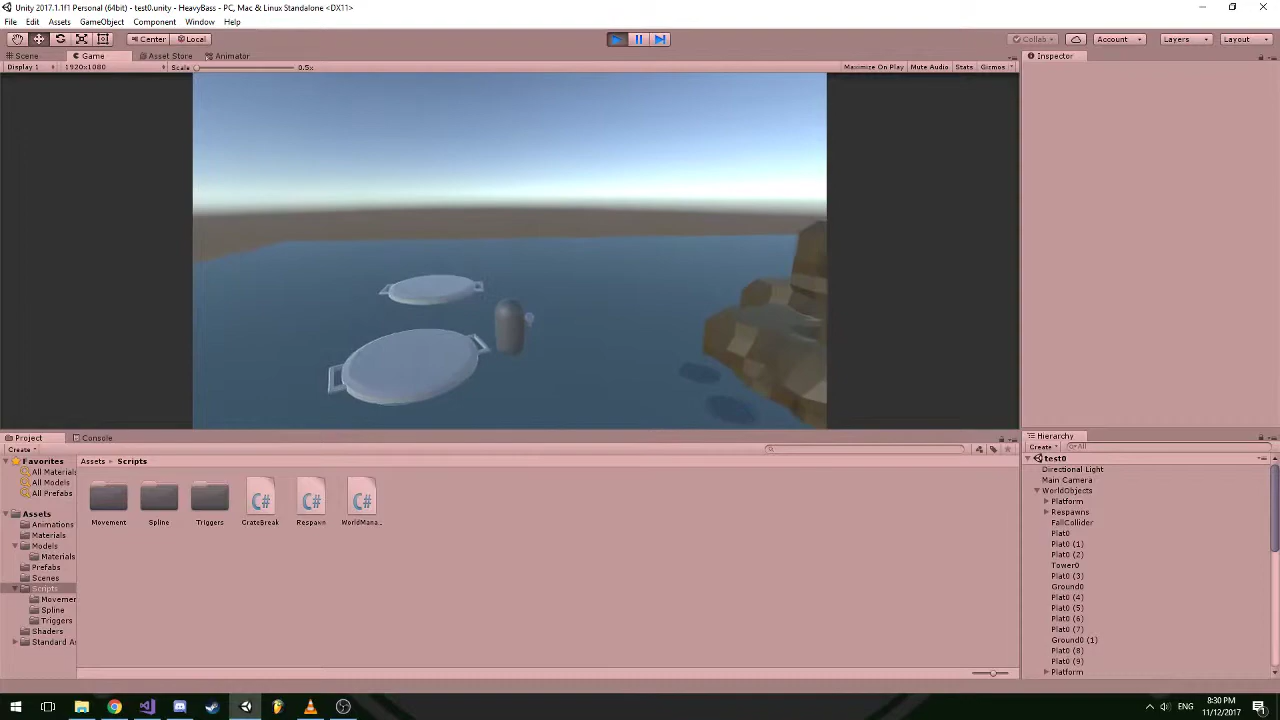 Unity 2017.1.1f1 Personal (64bit) - test0.unity - HeavyBass - PC, Mac & Linux Standalone <DX11>
File Edit Assets GameObject Component Window Help
Center Local Collab Account Layers Layout
Scene Game Asset Store Animator Inspector
Display 1 1920x1080 Scale 0.5x Maximize On Play Mute Audio Stats Gizmos
Project Console
Create
Favorites
All Materials
All Models
All Prefabs
Assets
Animations
Materials
Models
Materials
Prefabs
Scenes
Scripts
Movemen
Spline
Triggers
Shaders
Standard As
Assets Scripts
Movement Spline Triggers CrateBreak Respawn WorldMana...
C# C# C#
Hierarchy
Create All
test0
Directional Light
Main Camera
WorldObjects
Platform
Respawns
FallCollider
Plat0
Plat0 (1)
Plat0 (2)
Tower0
Plat0 (3)
Ground0
Plat0 (4)
Plat0 (5)
Plat0 (6)
Plat0 (7)
Ground0 (1)
Plat0 (8)
Plat0 (9)
Platform
ENG 8:30 PM
11/12/2017